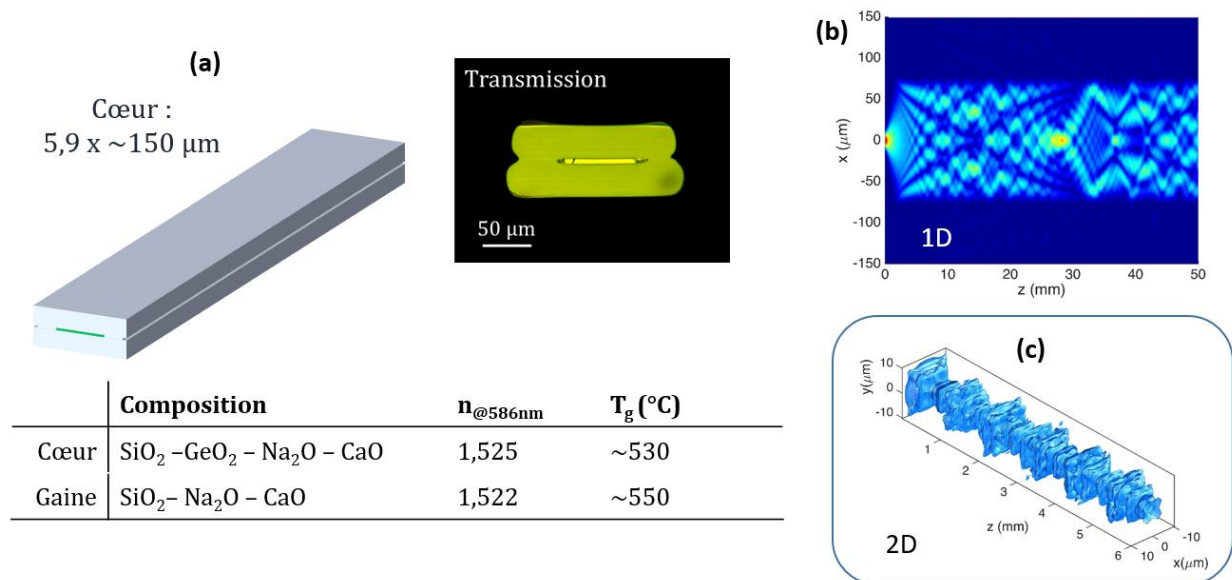 (a)
Cœur :
5,9 x ~150 μm
Transmission
50 μm
Composition n@586nm Tg (°C)
Cœur SiO2 –GeO2 – Na2O – CaO 1,525 ~530
Gaine SiO2– Na2O – CaO 1,522 ~550
(b)
150
100
50
0
-50
-100
-150
x (μm)
1D
0 10 20 30 40 50
z (mm)
(c)
10
0
-10
y(μm)
1
2
3
4
5
6
z (mm)
10
0
-10
x(μm)
2D